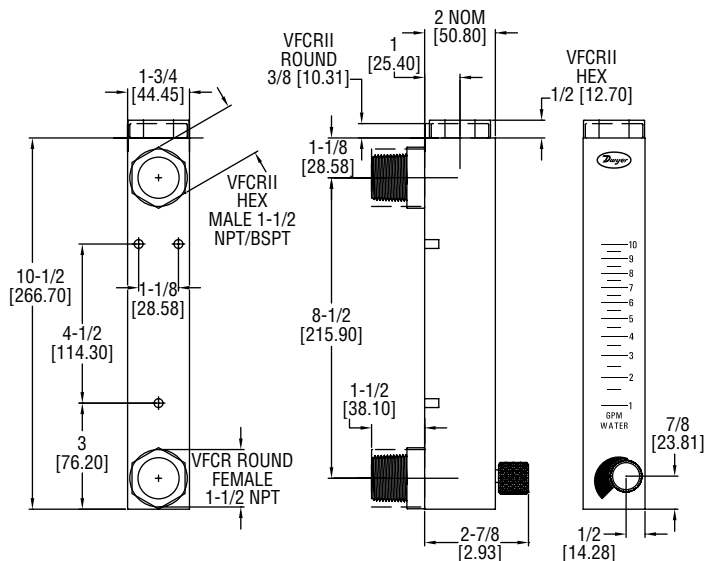 1-3/4
[44.45]
VFCRII
HEX
MALE 1-1/2
NPT/BSPT
10-1/2
[266.70]
1-1/8
[28.58]
4-1/2
[114.30]
3
[76.20]
VFCR ROUND
FEMALE
1-1/2 NPT
VFCRII
ROUND
3/8 [10.31]
1
[25.40]
2 NOM
[50.80]
1-1/8
[28.58]
8-1/2
[215.90]
1-1/2
[38.10]
2-7/8
[2.93]
VFCRII
HEX
1/2 [12.70]
Dwyer
10
9
8
7
6
5
4
3
2
1
GPM
WATER
7/8
[23.81]
1/2
[14.28]